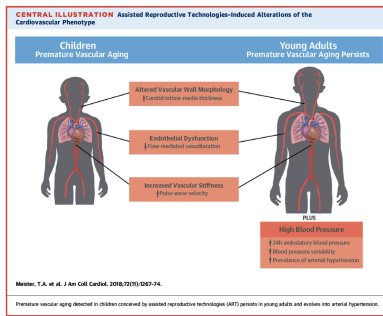 CENTRAL ILLUSTRATION Assisted Reproductive Technologies-Induced Alterations of the
Cardiovascular Phenotype
Children
Premature Vascular Aging
Young Adults
Premature Vascular Aging Persists
Altered Vascular Wall Morphology
Carotid intima-media thickness
Endothelial Dysfunction
Flow mediated vasodilatation
Increased Vascular Stiffness
Pulse wave velocity
PLUS
High Blood Pressure
24h ambulatory blood pressure
Blood pressure variability
Prevalence of arterial hypertension
Meister, T.A. et al. J Am Coll Cardiol. 2018;72(11):1267-74.
Premature vascular aging detected in children conceived by assisted reproductive technologies (ART) persists in young adults and evolves into arterial hypertension.